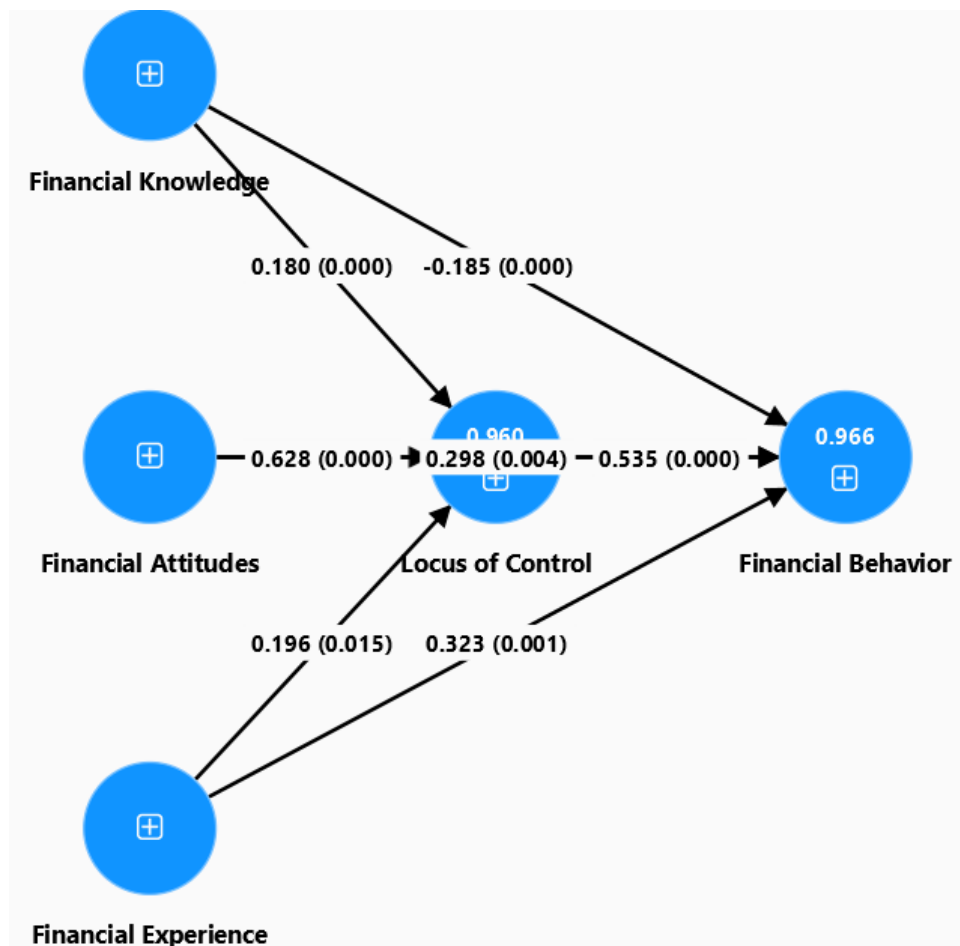 Financial Knowledge
0.180 (0.000)
-0.185 (0.000)
0.960
0.966
0.628 (0.000)
0.298 (0.004)
0.535 (0.000)
Financial Attitudes
Locus of Control
Financial Behavior
0.196 (0.015)
0.323 (0.001)
Financial Experience